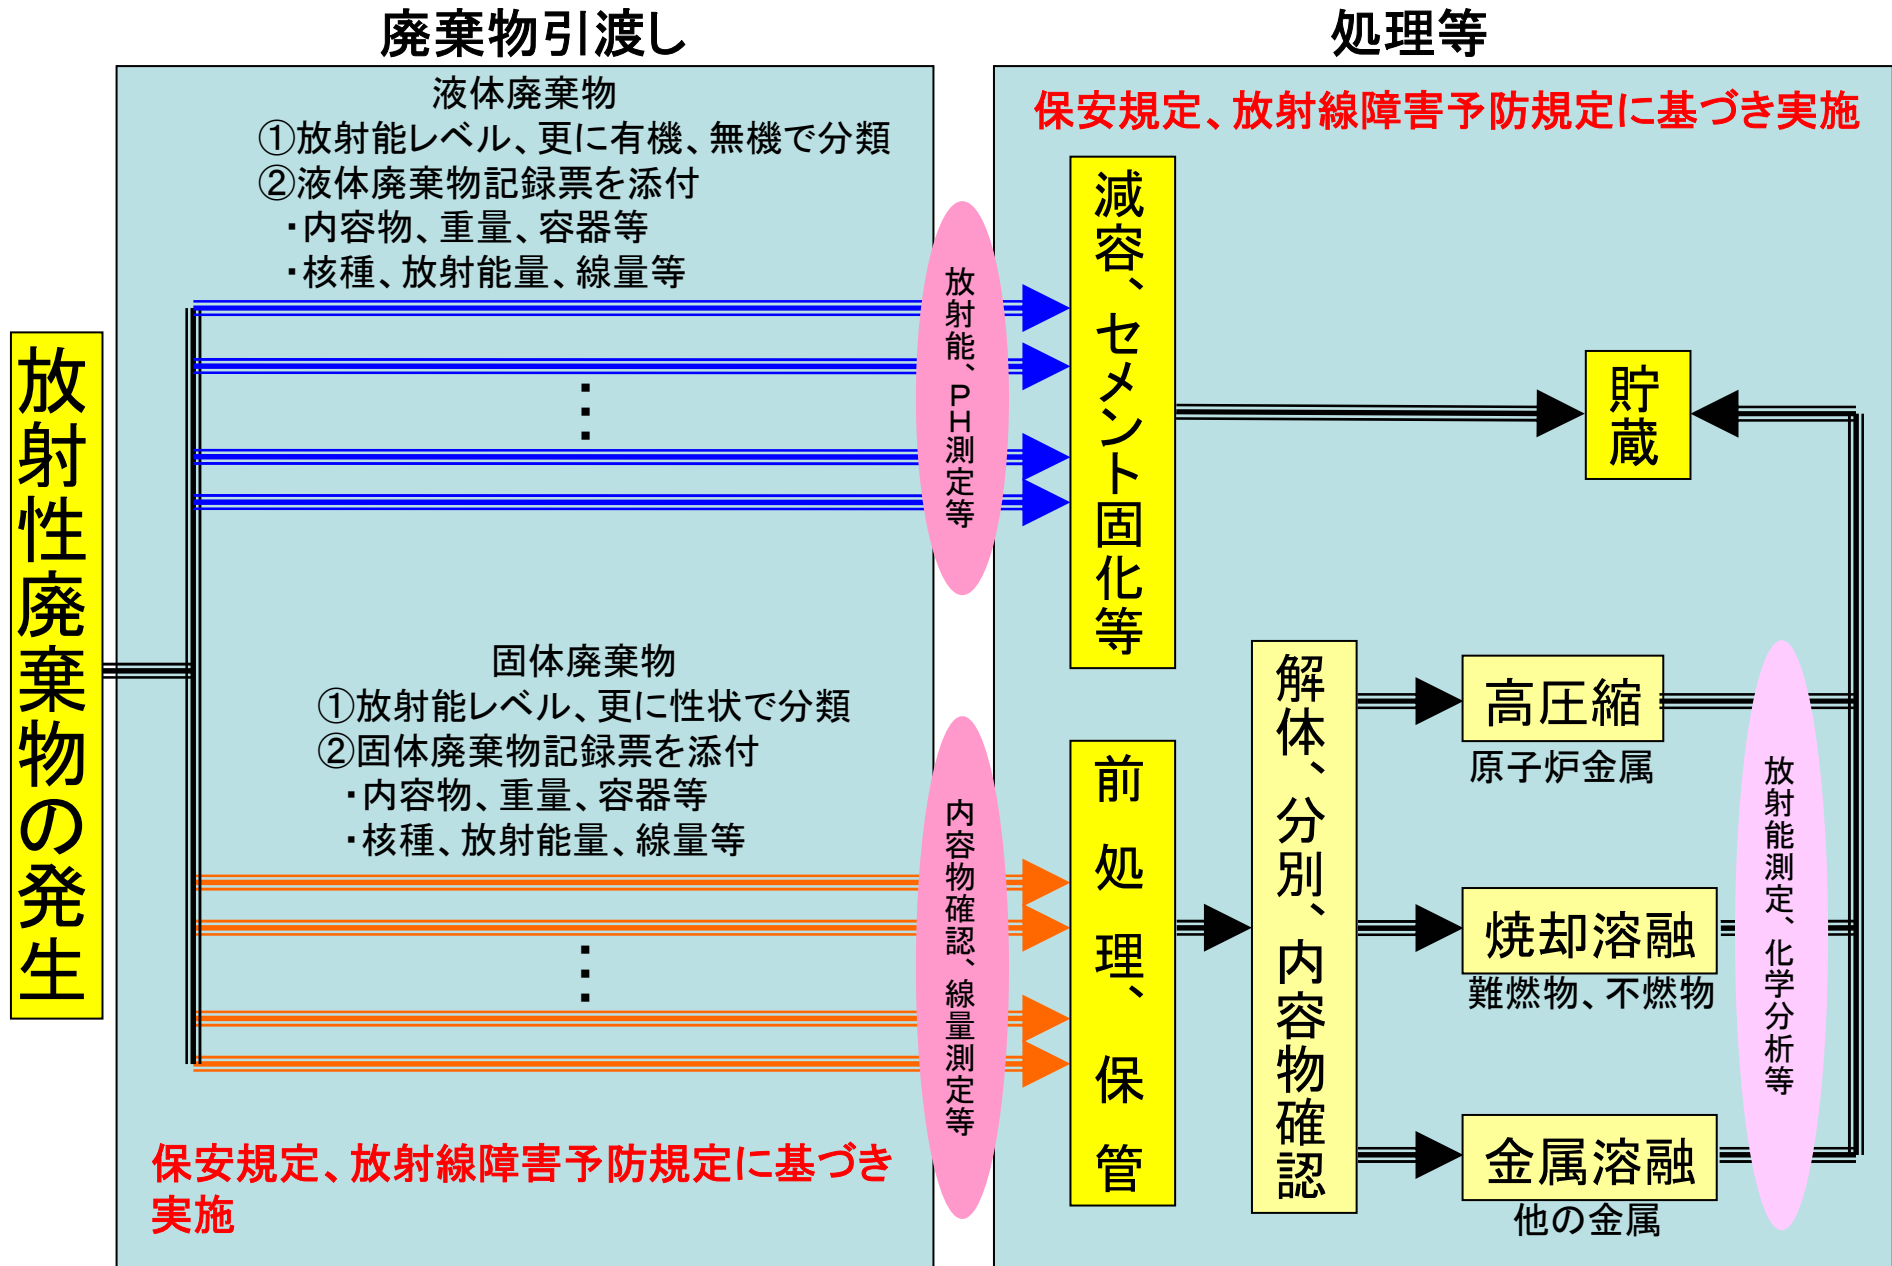 廃棄物引渡し
処理等
放射性廃棄物の発生
液体廃棄物
①放射能レベル、更に有機、無機で分類
②液体廃棄物記録票を添付
・内容物、重量、容器等
・核種、放射能量、線量等
固体廃棄物
①放射能レベル、更に性状で分類
②固体廃棄物記録票を添付
・内容物、重量、容器等
・核種、放射能量、線量等
保安規定、放射線障害予防規定に基づき
実施
放射能、PH測定等
内容物確認、線量測定等
保安規定、放射線障害予防規定に基づき実施
減容、セメント固化等
貯蔵
前処理、保管
解体、分別、内容物確認
高圧縮
原子炉金属
焼却溶融
難燃物、不燃物
金属溶融
他の金属
放射能測定、化学分析等